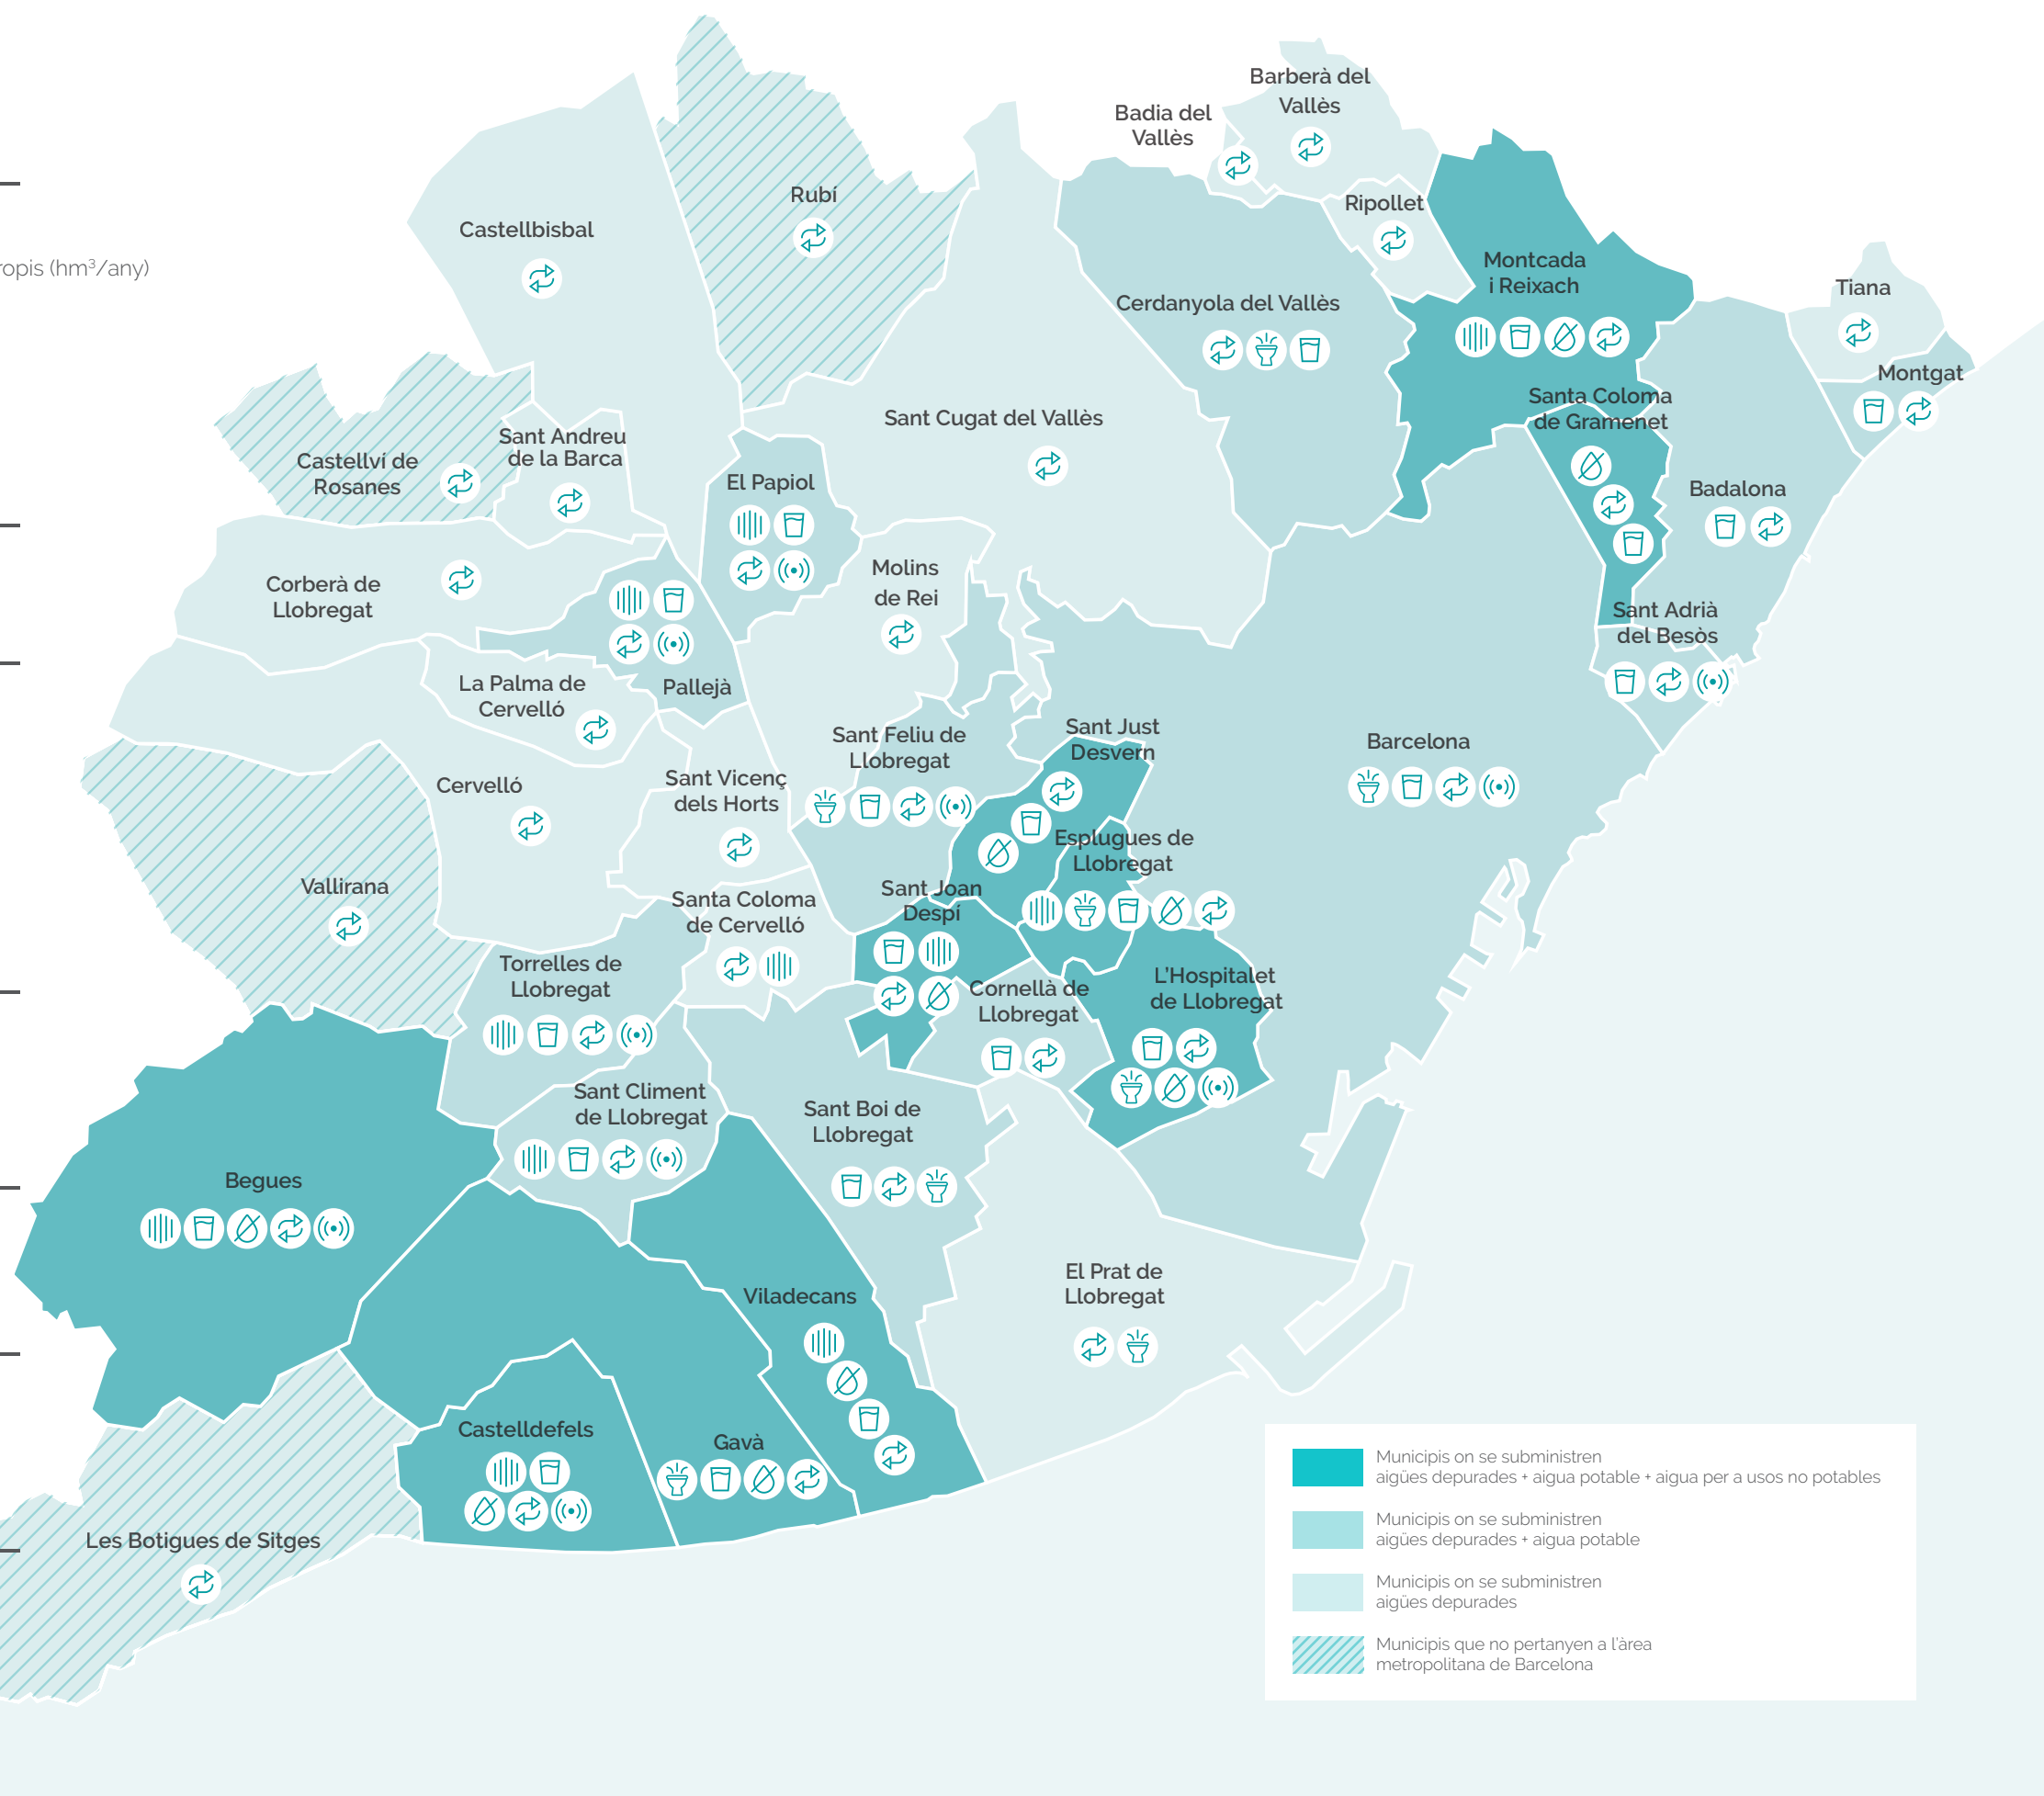 Barberà del
Vallès
Badia del
Vallès
Rubí
Ripollet
Castellbisbal
ropis (hm³/any)
Montcada
i Reixach
Tiana
Cerdanyola del Vallès
Montgat
Santa Coloma
de Gramenet
Sant Cugat del Vallès
Sant Andreu
de la Barca
Castellví de
Rosanes
El Papiol
Badalona
Molins
de Rei
Corberà de
Llobregat
Sant Adrià
del Besòs
La Palma de
Cervelló
Pallejà
Sant Feliu de
Llobregat
Sant Just
Desvern
Barcelona
Cervelló
Sant Vicenç
dels Horts
Esplugues de
Llobregat
Vallirana
Santa Coloma
de Cervelló
Sant Joan
Despí
Torrelles de
Llobregat
Cornellà de
Llobregat
L'Hospitalet
de Llobregat
Sant Climent
de Llobregat
Sant Boi de
Llobregat
Begues
El Prat de
Llobregat
Viladecans
Castelldefels
Gavà
Les Botigues de Sitges
Municipis on se subministren
aigües depurades + aigua potable + aigua per a usos no potables
Municipis on se subministren
aigües depurades + aigua potable
Municipis on se subministren
aigües depurades
Municipis que no pertanyen a l'àrea
metropolitana de Barcelona